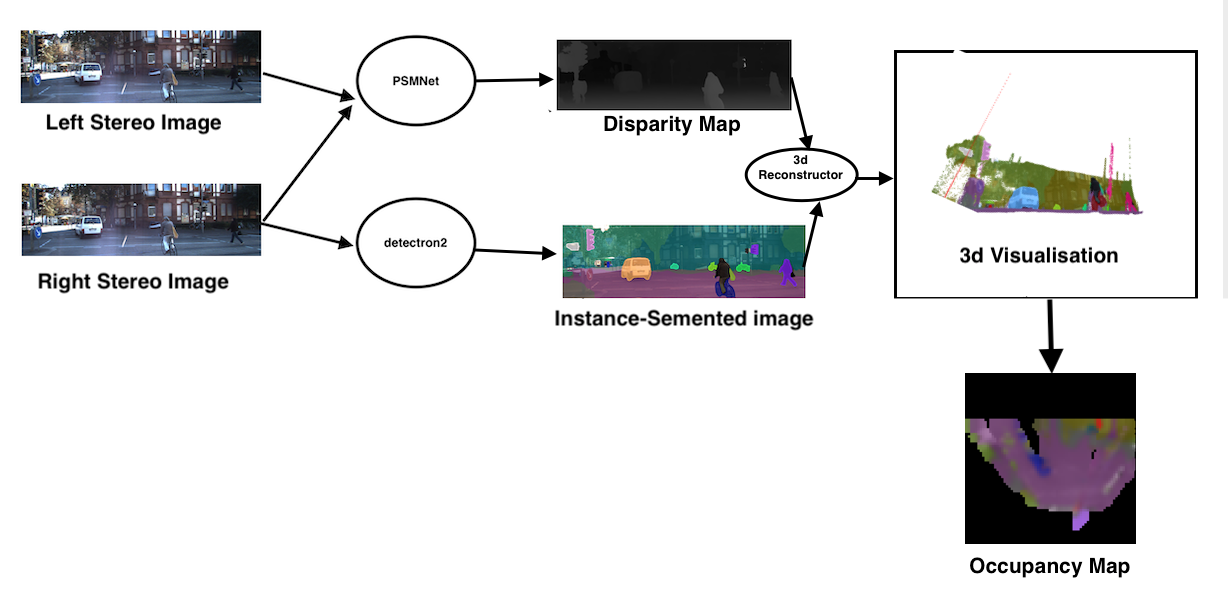 Left Stereo Image
PSMNet
Disparity Map
3d
Reconstructor
3d Visualisation
Right Stereo Image
detectron2
Instance-Semented image
Occupancy Map